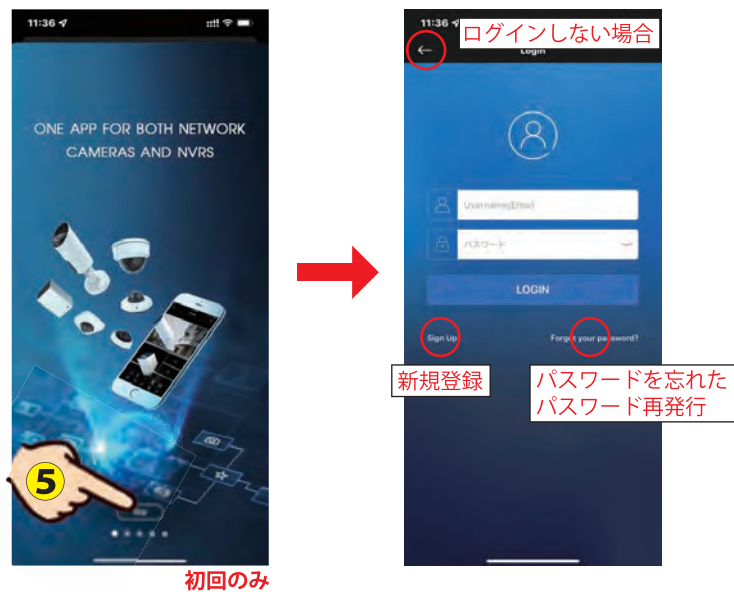 11:36
ONE APP FOR BOTH NETWORK
CAMERAS AND NVRS
5
初回のみ
11:36
ログインしない場合
Login
Username(Email)
パスワード
LOGIN
Sign Up
Forgot your password?
新規登録
パスワードを忘れた
パスワード再発行